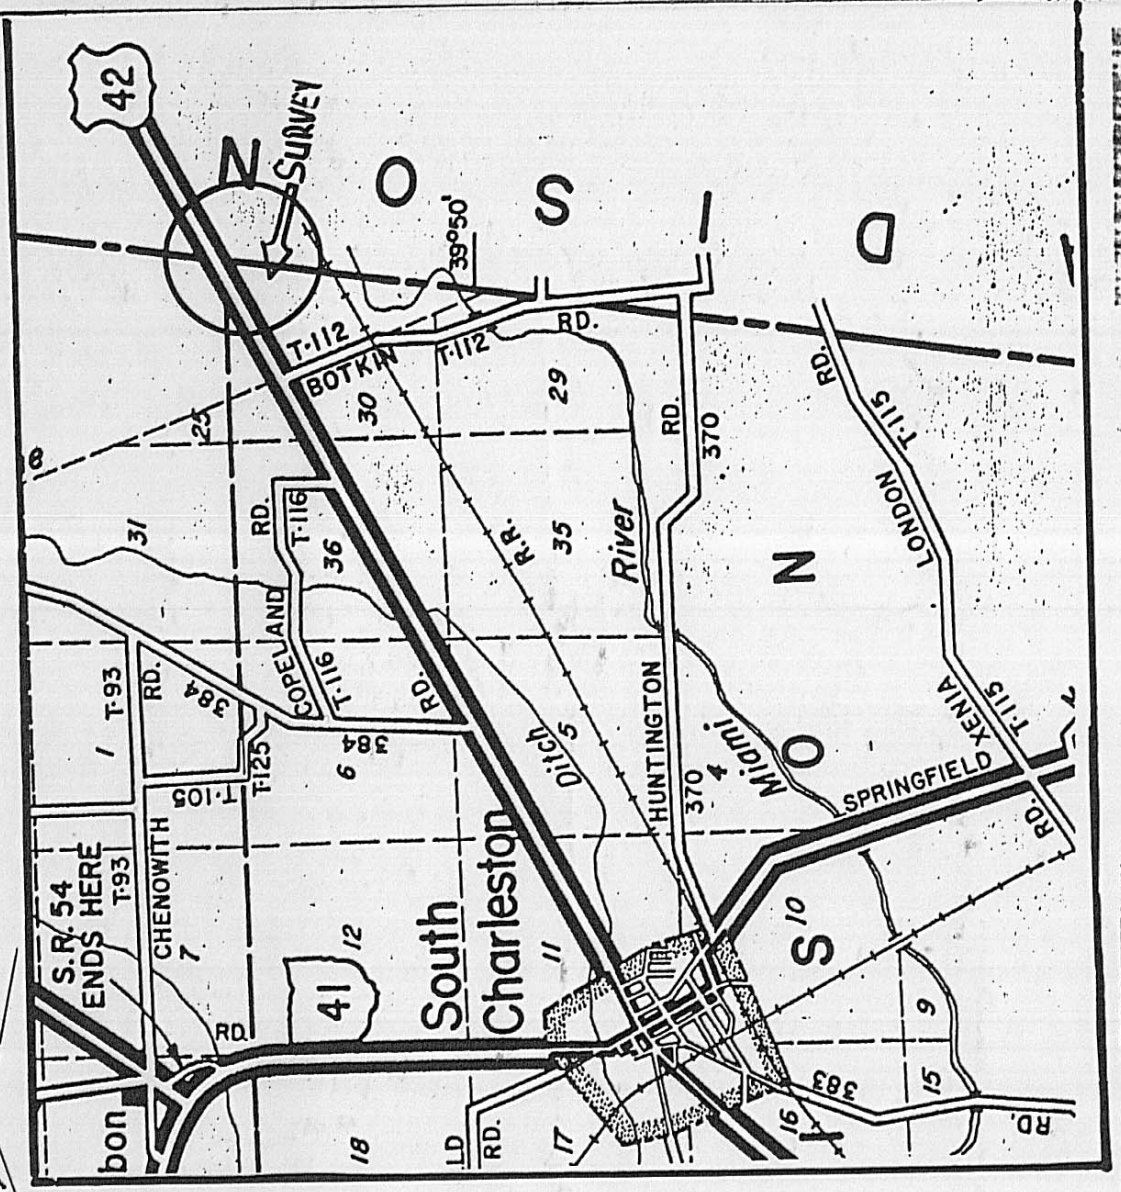 42
N
SURVEY
O
S
I
D
39°50'
T-112
BOTKIN
T-112
RD.
25
30
29
RD.
RD.
370
T-115
LONDON
31
RD.
T-116
36
R.R.
35
River
N
COPELAND
T-116
T-93
RD.
384
RD.
384
1
6
T-125
T-105
Ditch
5
HUNTINGTON
370
4
Miami
O
XENIA
T-115
SPRINGFIELD
RD.
S.R. 54
ENDS HERE
T-93
CHENOWITH
7
12
South
Charleston
11
10
S
41
RD.
9
15
383
16
RD.
bon
18
LD
RD.
17